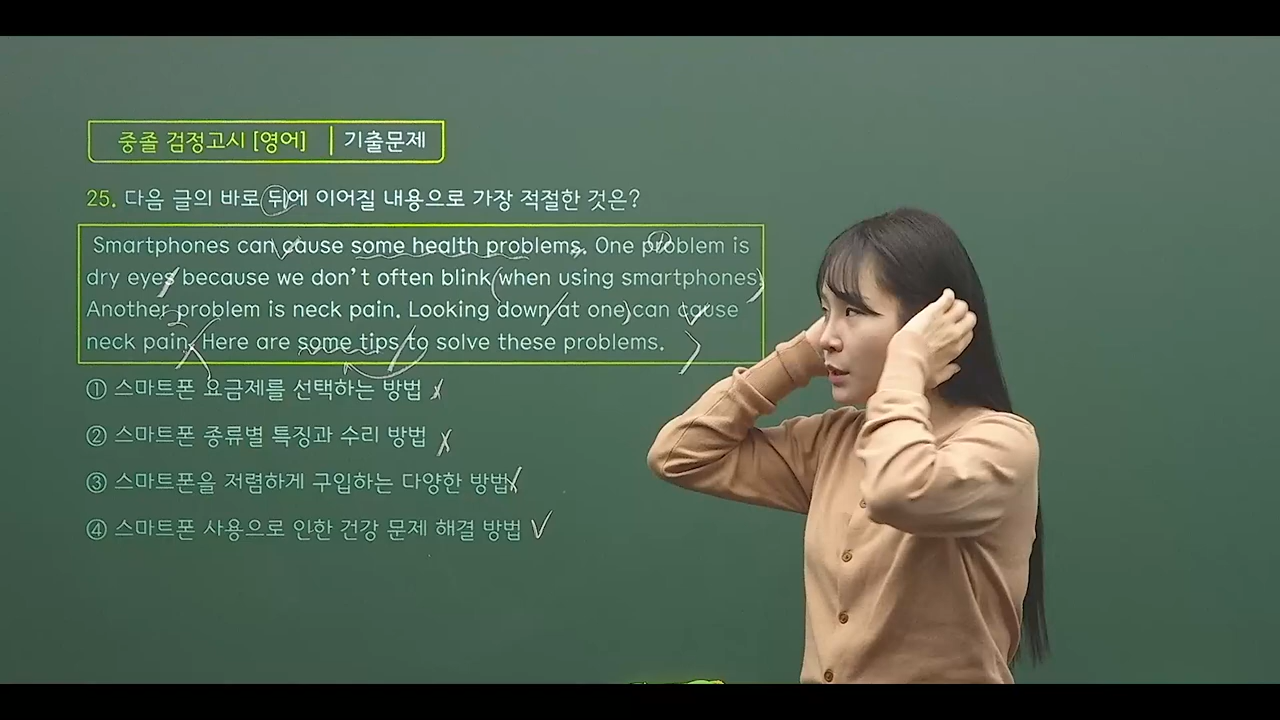 중졸 검정고시 [영어] | 기출문제
25. 다음 글의 바로 뒤에 이어질 내용으로 가장 적절한 것은?
Smartphones can cause some health problems. One problem is
dry eyes because we don't often blink when using smartphones.
Another problem is neck pain. Looking down at one can cause
neck pain. Here are some tips to solve these problems.
① 스마트폰 요금제를 선택하는 방법
② 스마트폰 종류별 특징과 수리 방법
③ 스마트폰을 저렴하게 구입하는 다양한 방법
④ 스마트폰 사용으로 인한 건강 문제 해결 방법